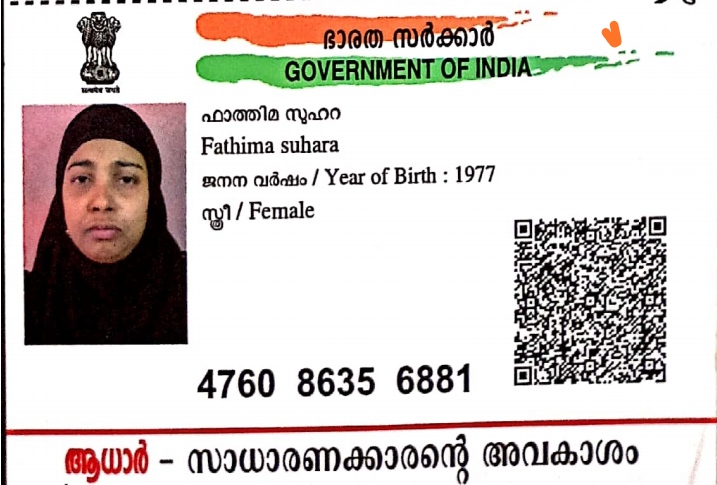 ഭാരത സർക്കാർ
GOVERNMENT OF INDIA
सत्यमेव जयते
ഫാത്തിമ സുഹറ
Fathima suhara
ജനന വർഷം / Year of Birth : 1977
സ്ത്രീ / Female
4760 8635 6881
ആധാർ – സാധാരണക്കാരന്റെ അവകാശം